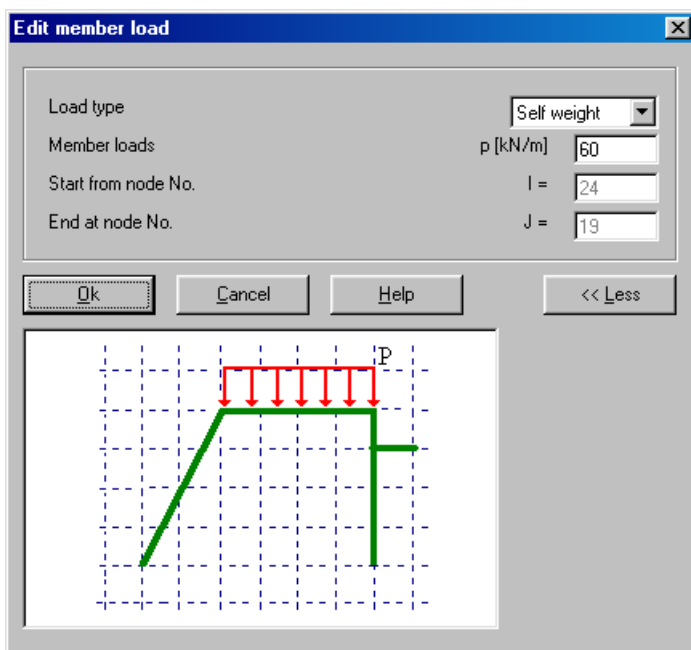 Edit member load
Load type Self weight
Member loads p [kN/m] 60
Start from node No. I = 24
End at node No. J = 19
Ok Cancel Help << Less
P